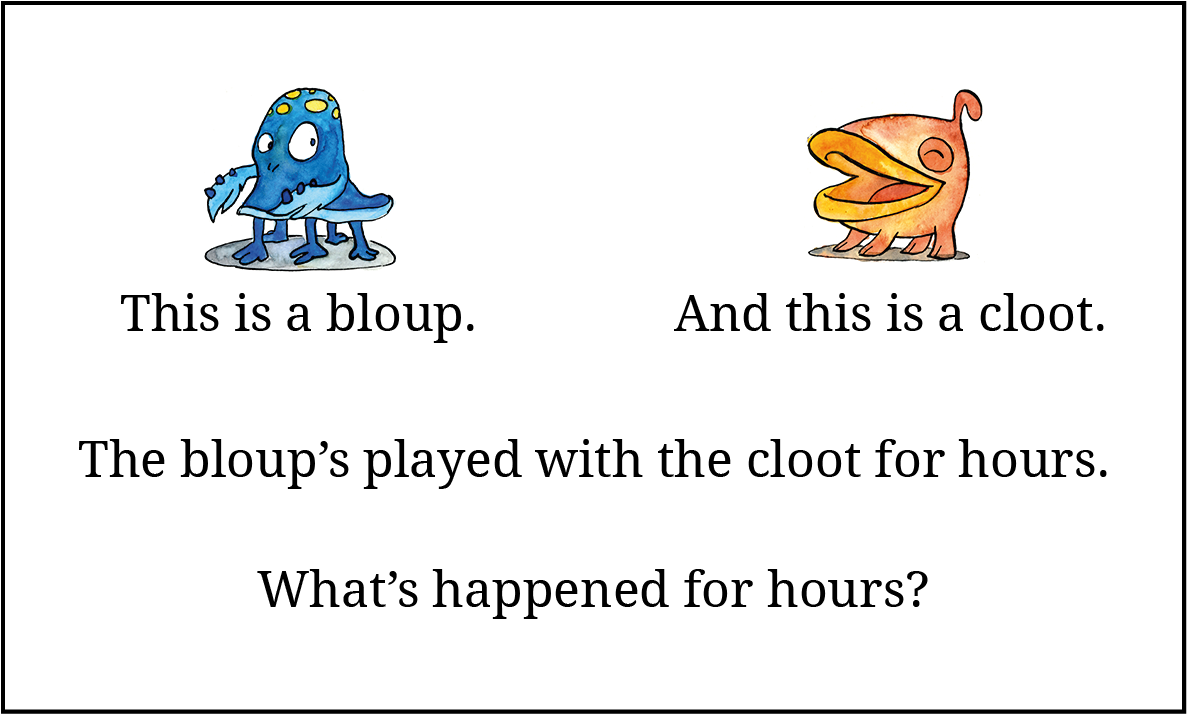 This is a bloup.
And this is a cloot.
The bloup’s played with the cloot for hours.
What’s happened for hours?